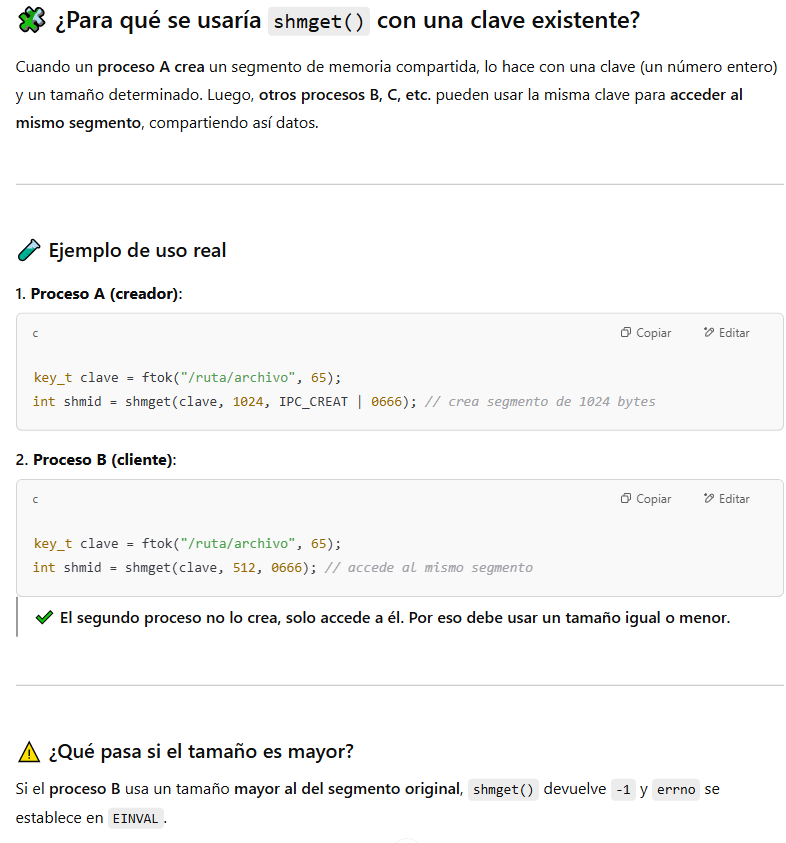 ¿Para qué se usaría shmget() con una clave existente?
Cuando un proceso A crea un segmento de memoria compartida, lo hace con una clave (un número entero)
y un tamaño determinado. Luego, otros procesos B, C, etc. pueden usar la misma clave para acceder al
mismo segmento, compartiendo así datos.
Ejemplo de uso real
1. Proceso A (creador):
c Copiar Editar
key_t clave = ftok("/ruta/archivo", 65);
int shmid = shmget(clave, 1024, IPC_CREAT | 0666); // crea segmento de 1024 bytes
2. Proceso B (cliente):
c Copiar Editar
key_t clave = ftok("/ruta/archivo", 65);
int shmid = shmget(clave, 512, 0666); // accede al mismo segmento
El segundo proceso no lo crea, solo accede a él. Por eso debe usar un tamaño igual o menor.
¿Qué pasa si el tamaño es mayor?
Si el proceso B usa un tamaño mayor al del segmento original, shmget() devuelve -1 y errno se
establece en EINVAL.